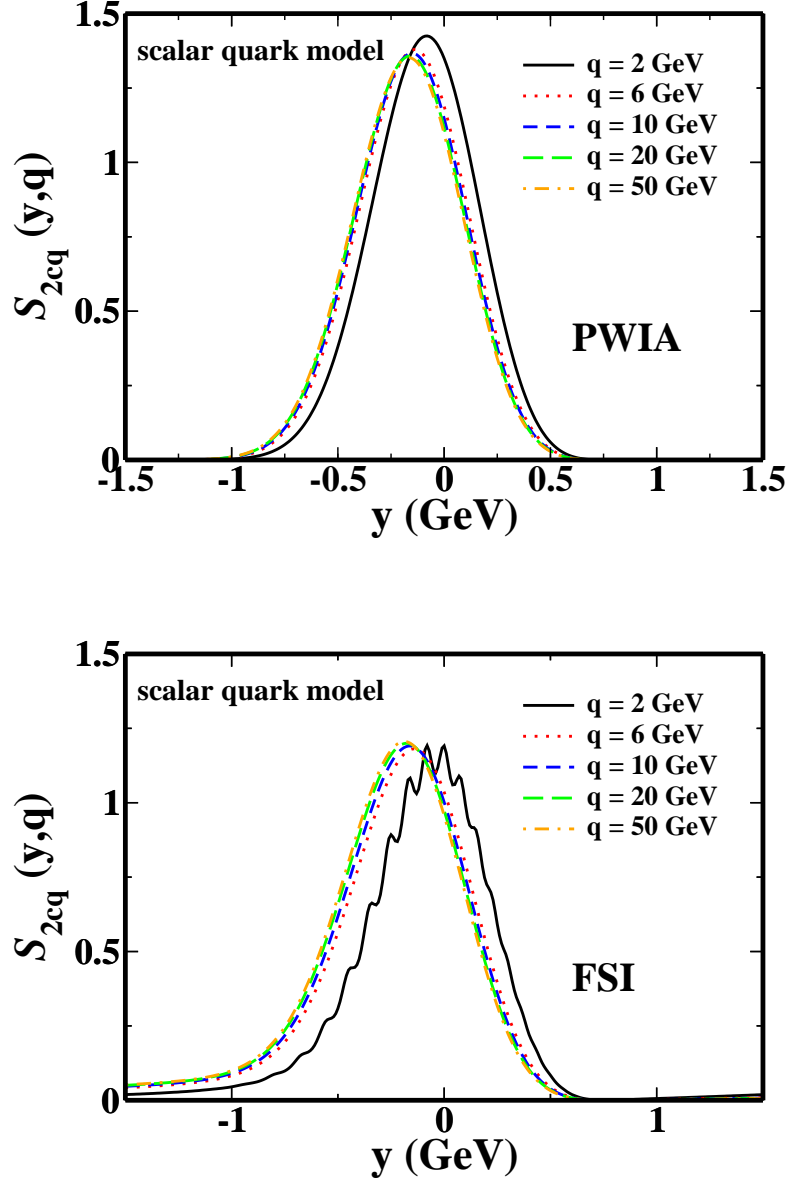 1.5
scalar quark model
q = 2 GeV
q = 6 GeV
q = 10 GeV
q = 20 GeV
q = 50 GeV
1
S2cq (y,q)
0.5
PWIA
0
-1.5 -1 -0.5 0 0.5 1 1.5
y (GeV)
1.5
scalar quark model
q = 2 GeV
q = 6 GeV
q = 10 GeV
q = 20 GeV
q = 50 GeV
1
S2cq (y,q)
0.5
FSI
0
-1 0 1
y (GeV)